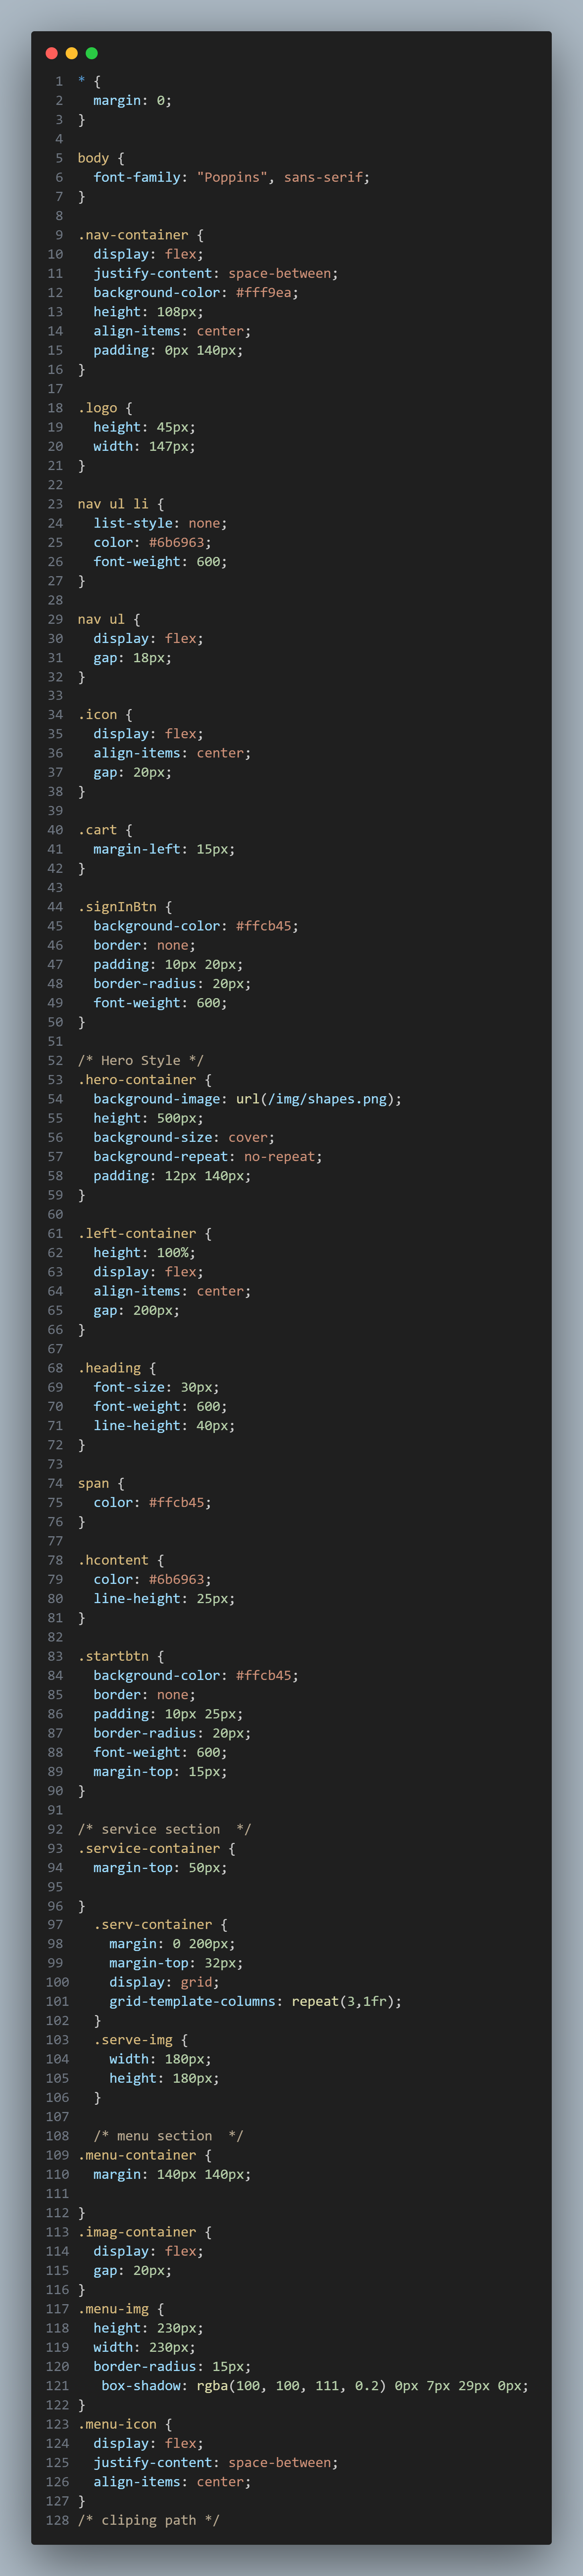 1 * {
2   margin: 0;
3 }
4
5 body {
6   font-family: "Poppins", sans-serif;
7 }
8
9 .nav-container {
10   display: flex;
11   justify-content: space-between;
12   background-color: #fff9ea;
13   height: 108px;
14   align-items: center;
15   padding: 0px 140px;
16 }
17
18 .logo {
19   height: 45px;
20   width: 147px;
21 }
22
23 nav ul li {
24   list-style: none;
25   color: #6b6963;
26   font-weight: 600;
27 }
28
29 nav ul {
30   display: flex;
31   gap: 18px;
32 }
33
34 .icon {
35   display: flex;
36   align-items: center;
37   gap: 20px;
38 }
39
40 .cart {
41   margin-left: 15px;
42 }
43
44 .signInBtn {
45   background-color: #ffcb45;
46   border: none;
47   padding: 10px 20px;
48   border-radius: 20px;
49   font-weight: 600;
50 }
51
52 /* Hero Style */
53 .hero-container {
54   background-image: url(/img/shapes.png);
55   height: 500px;
56   background-size: cover;
57   background-repeat: no-repeat;
58   padding: 12px 140px;
59 }
60
61 .left-container {
62   height: 100%;
63   display: flex;
64   align-items: center;
65   gap: 200px;
66 }
67
68 .heading {
69   font-size: 30px;
70   font-weight: 600;
71   line-height: 40px;
72 }
73
74 span {
75   color: #ffcb45;
76 }
77
78 .hcontent {
79   color: #6b6963;
80   line-height: 25px;
81 }
82
83 .startbtn {
84   background-color: #ffcb45;
85   border: none;
86   padding: 10px 25px;
87   border-radius: 20px;
88   font-weight: 600;
89   margin-top: 15px;
90 }
91
92 /* service section  */
93 .service-container {
94   margin-top: 50px;
95
96 }
97   .serv-container {
98     margin: 0 200px;
99     margin-top: 32px;
100     display: grid;
101     grid-template-columns: repeat(3,1fr);
102   }
103   .serve-img {
104     width: 180px;
105     height: 180px;
106   }
107
108   /* menu section  */
109 .menu-container {
110   margin: 140px 140px;
111
112 }
113 .imag-container {
114   display: flex;
115   gap: 20px;
116 }
117 .menu-img {
118   height: 230px;
119   width: 230px;
120   border-radius: 15px;
121    box-shadow: rgba(100, 100, 111, 0.2) 0px 7px 29px 0px;
122 }
123 .menu-icon {
124   display: flex;
125   justify-content: space-between;
126   align-items: center;
127 }
128 /* cliping path */